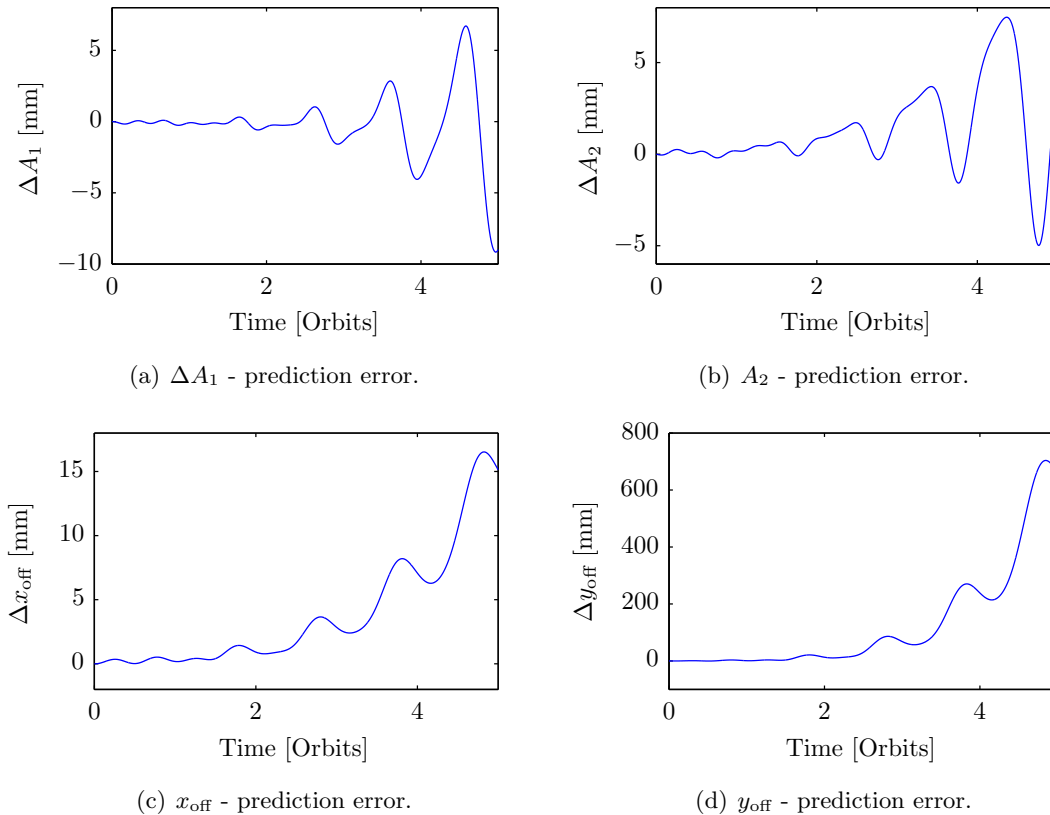 5
0
−5
−10
ΔA₁ [mm]
0
2
4
Time [Orbits]
(a) ΔA₁ - prediction error.
5
0
−5
ΔA₂ [mm]
0
2
4
Time [Orbits]
(b) A₂ - prediction error.
15
10
5
0
Δx_off [mm]
0
2
4
Time [Orbits]
(c) x_off - prediction error.
800
600
400
200
0
Δy_off [mm]
0
2
4
Time [Orbits]
(d) y_off - prediction error.